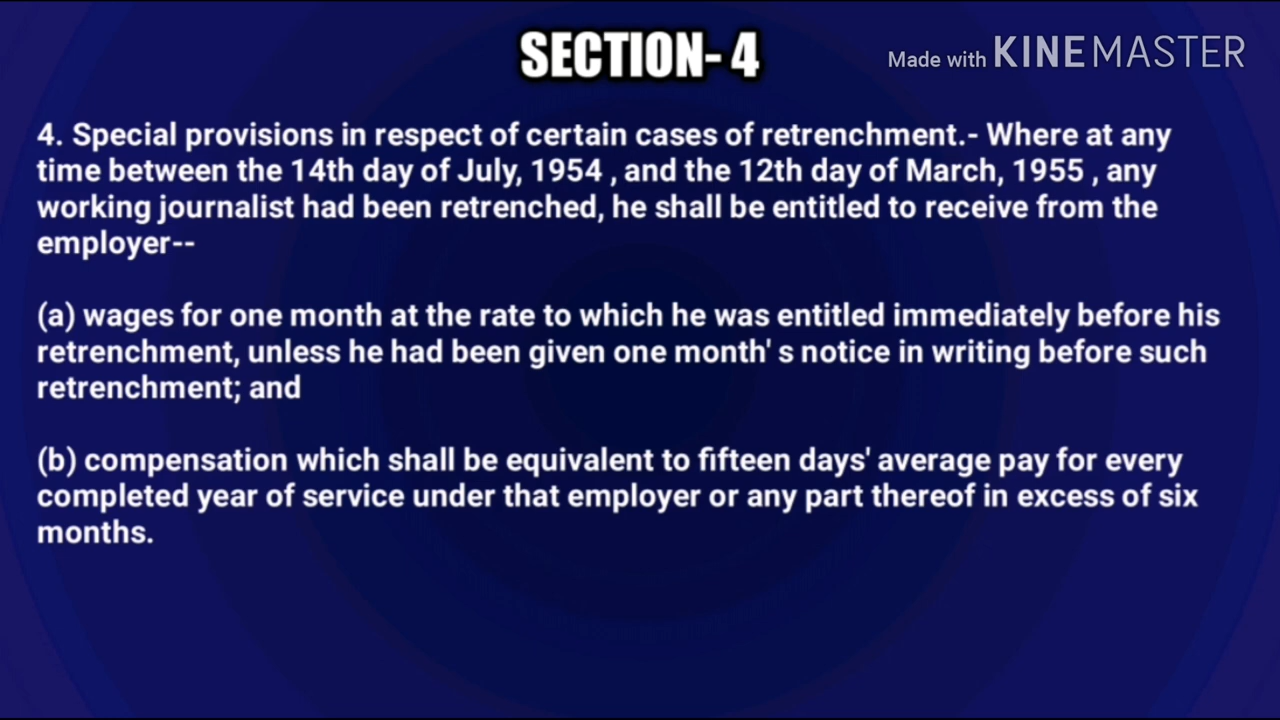 SECTION- 4
Made with KINEMASTER
4. Special provisions in respect of certain cases of retrenchment.- Where at any
time between the 14th day of July, 1954 , and the 12th day of March, 1955 , any
working journalist had been retrenched, he shall be entitled to receive from the
employer--
(a) wages for one month at the rate to which he was entitled immediately before his
retrenchment, unless he had been given one month' s notice in writing before such
retrenchment; and
(b) compensation which shall be equivalent to fifteen days' average pay for every
completed year of service under that employer or any part thereof in excess of six
months.